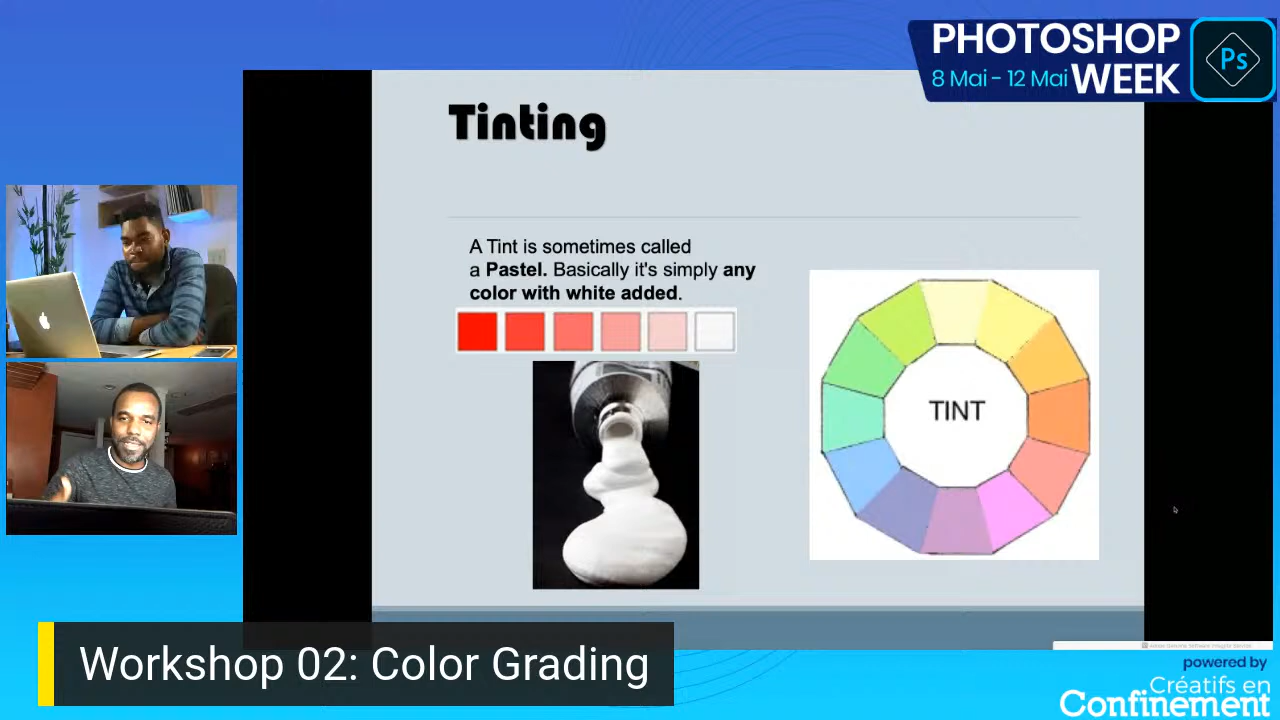 PHOTOSHOP
8 Mai - 12 Mai WEEK
Ps
Tinting
A Tint is sometimes called
a Pastel. Basically it's simply any
color with white added.
TINT
Workshop 02: Color Grading
powered by
Créatifs en
Confinement